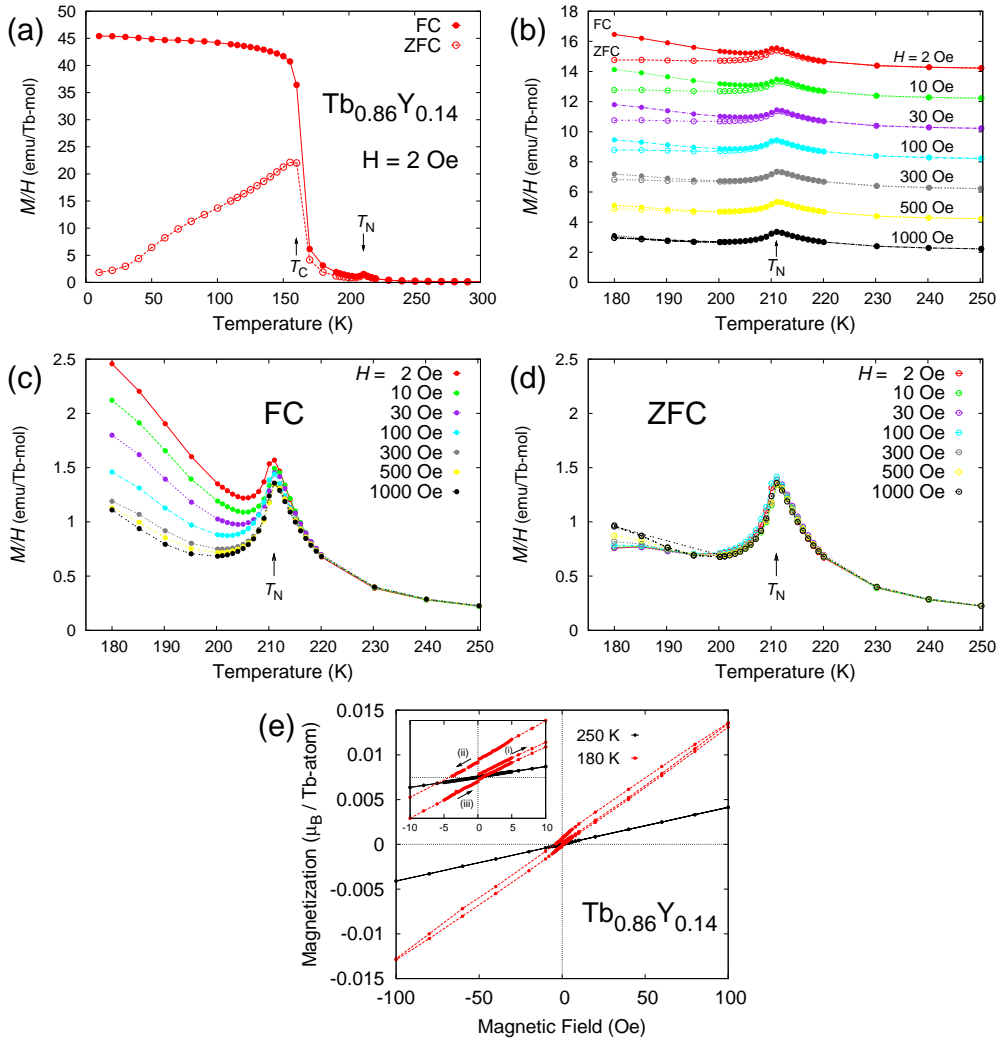 (a)
FC
ZFC
Tb0.86Y0.14
H = 2 Oe
TN
TC
M/H (emu/Tb-mol)
50
45
40
35
30
25
20
15
10
5
0
0 50 100 150 200 250 300
Temperature (K)
(b)
FC
ZFC
H = 2 Oe
10 Oe
30 Oe
100 Oe
300 Oe
500 Oe
1000 Oe
TN
M/H (emu/Tb-mol)
18
16
14
12
10
8
6
4
2
0
180 190 200 210 220 230 240 250
Temperature (K)
(c)
FC
H = 2 Oe
10 Oe
30 Oe
100 Oe
300 Oe
500 Oe
1000 Oe
TN
M/H (emu/Tb-mol)
2.5
2
1.5
1
0.5
0
180 190 200 210 220 230 240 250
Temperature (K)
(d)
ZFC
H = 2 Oe
10 Oe
30 Oe
100 Oe
300 Oe
500 Oe
1000 Oe
TN
M/H (emu/Tb-mol)
2.5
2
1.5
1
0.5
0
180 190 200 210 220 230 240 250
Temperature (K)
(e)
250 K
180 K
(i)
(ii)
(iii)
-10 -5 0 5 10
Tb0.86Y0.14
Magnetization (μB / Tb-atom)
0.015
0.01
0.005
0
-0.005
-0.01
-0.015
-100 -50 0 50 100
Magnetic Field (Oe)